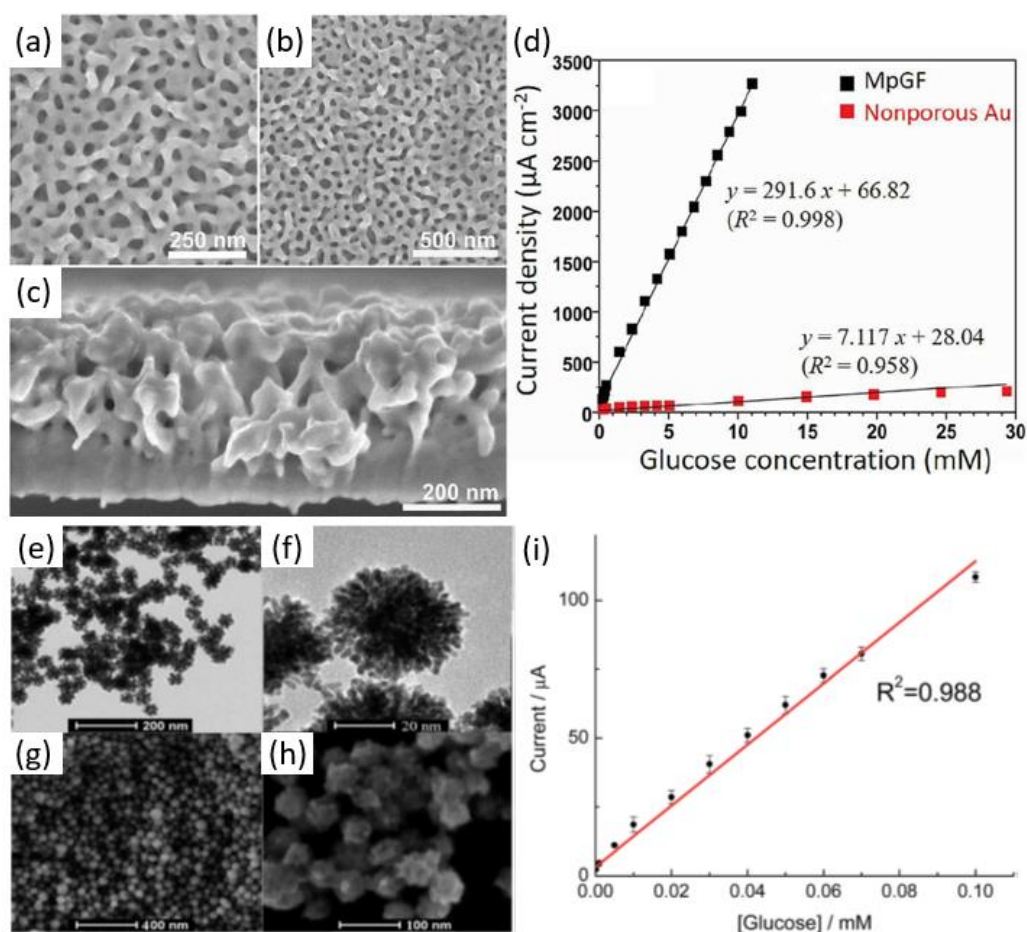 (a)
250 nm
(b)
500 nm
(c)
200 nm
(d)
Current density (µA cm⁻²)
3500
3000
2500
2000
1500
1000
500
0
MpGF
Nonporous Au
y = 291.6 x + 66.82
(R² = 0.998)
y = 7.117 x + 28.04
(R² = 0.958)
0 5 10 15 20 25 30
Glucose concentration (mM)
(e)
200 nm
(f)
20 nm
(g)
400 nm
(h)
100 nm
(i)
Current / µA
100
50
0
R²=0.988
0.00 0.02 0.04 0.06 0.08 0.10
[Glucose] / mM